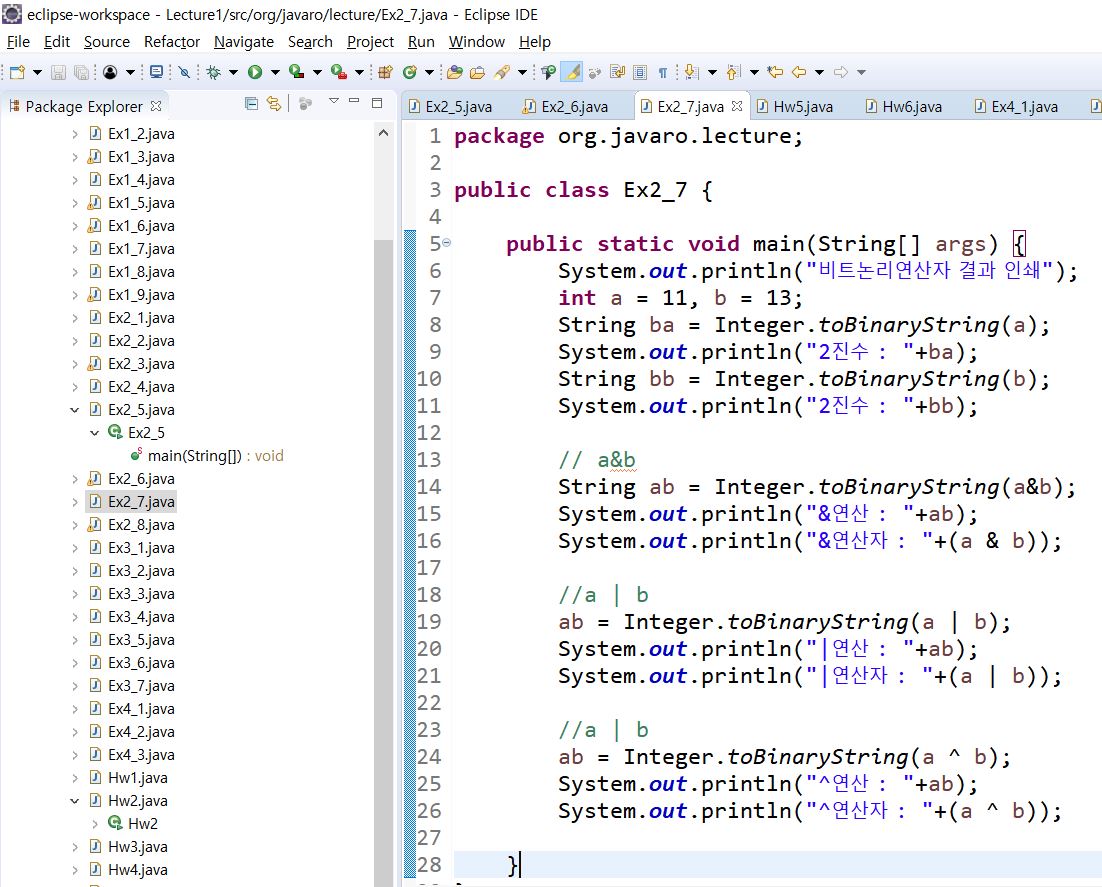 eclipse-workspace - Lecture1/src/org/javaro/lecture/Ex2_7.java - Eclipse IDE
File Edit Source Refactor Navigate Search Project Run Window Help
Package Explorer
Ex1_2.java
Ex1_3.java
Ex1_4.java
Ex1_5.java
Ex1_6.java
Ex1_7.java
Ex1_8.java
Ex1_9.java
Ex2_1.java
Ex2_2.java
Ex2_3.java
Ex2_4.java
Ex2_5.java
Ex2_5
main(String[]) : void
Ex2_6.java
Ex2_7.java
Ex2_8.java
Ex3_1.java
Ex3_2.java
Ex3_3.java
Ex3_4.java
Ex3_5.java
Ex3_6.java
Ex3_7.java
Ex4_1.java
Ex4_2.java
Ex4_3.java
Hw1.java
Hw2.java
Hw2
Hw3.java
Hw4.java
Ex2_5.java Ex2_6.java Ex2_7.java Hw5.java Hw6.java Ex4_1.java
1 package org.javaro.lecture;
2
3 public class Ex2_7 {
4
5 public static void main(String[] args) {
6 System.out.println("비트논리연산자 결과 인쇄");
7 int a = 11, b = 13;
8 String ba = Integer.toBinaryString(a);
9 System.out.println("2진수 : "+ba);
10 String bb = Integer.toBinaryString(b);
11 System.out.println("2진수 : "+bb);
12
13 // a&b
14 String ab = Integer.toBinaryString(a&b);
15 System.out.println("&연산 : "+ab);
16 System.out.println("&연산자 : "+(a & b));
17
18 //a | b
19 ab = Integer.toBinaryString(a | b);
20 System.out.println("|연산 : "+ab);
21 System.out.println("|연산자 : "+(a | b));
22
23 //a | b
24 ab = Integer.toBinaryString(a ^ b);
25 System.out.println("^연산 : "+ab);
26 System.out.println("^연산자 : "+(a ^ b));
27
28 }